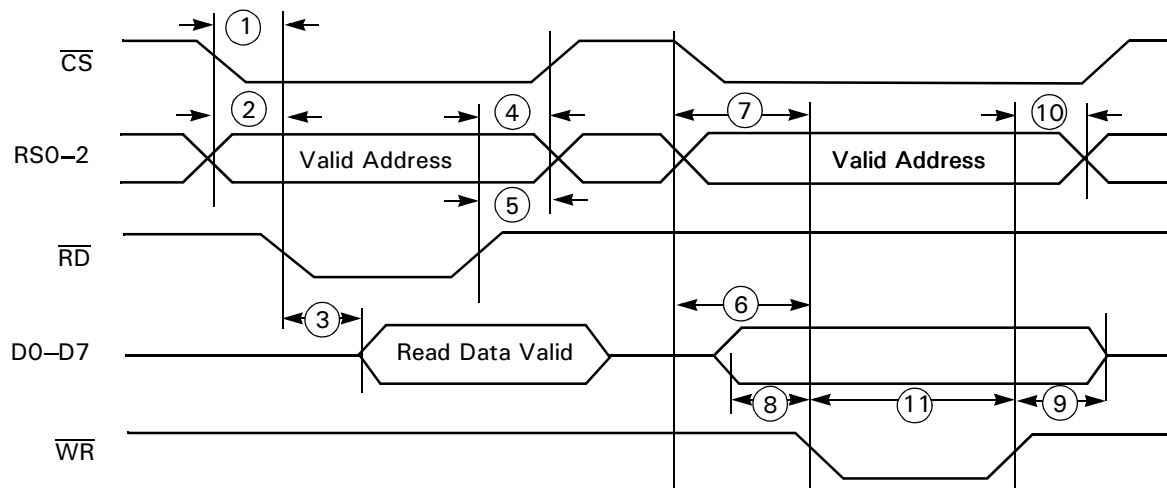 1
CS
2
4
7
10
RS0–2
Valid Address
Valid Address
5
RD
6
3
D0–D7
Read Data Valid
8
11
9
WR